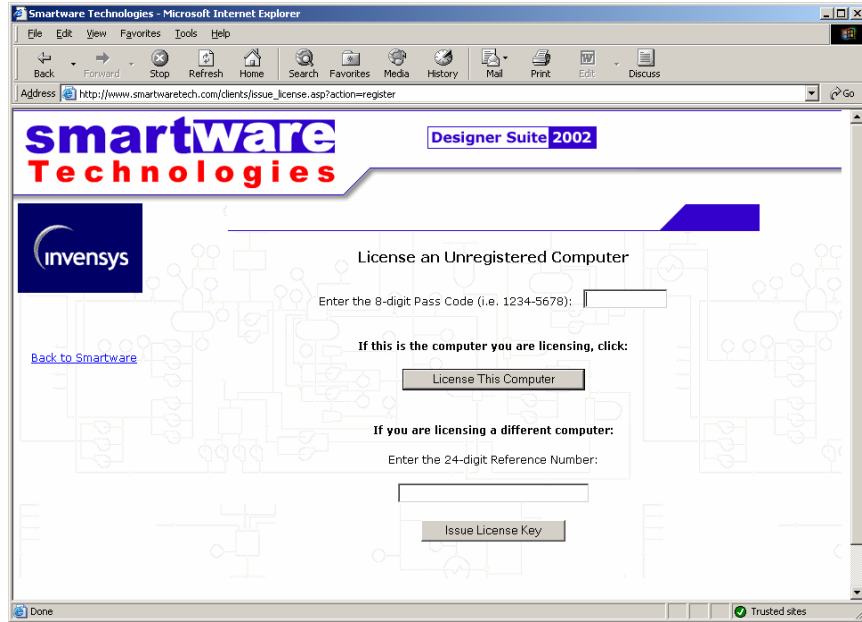 Smartware Technologies - Microsoft Internet Explorer
File Edit View Favorites Tools Help
Back Forward Stop Refresh Home Search Favorites Media History Mail Print Edit Discuss
Address http://www.smartwaretech.com/clients/issue_license.asp?action=register Go
smartware
Technologies
Designer Suite 2002
invensys
License an Unregistered Computer
Enter the 8-digit Pass Code (i.e. 1234-5678):
If this is the computer you are licensing, click:
Back to Smartware
License This Computer
If you are licensing a different computer:
Enter the 24-digit Reference Number:
Issue License Key
Done Trusted sites